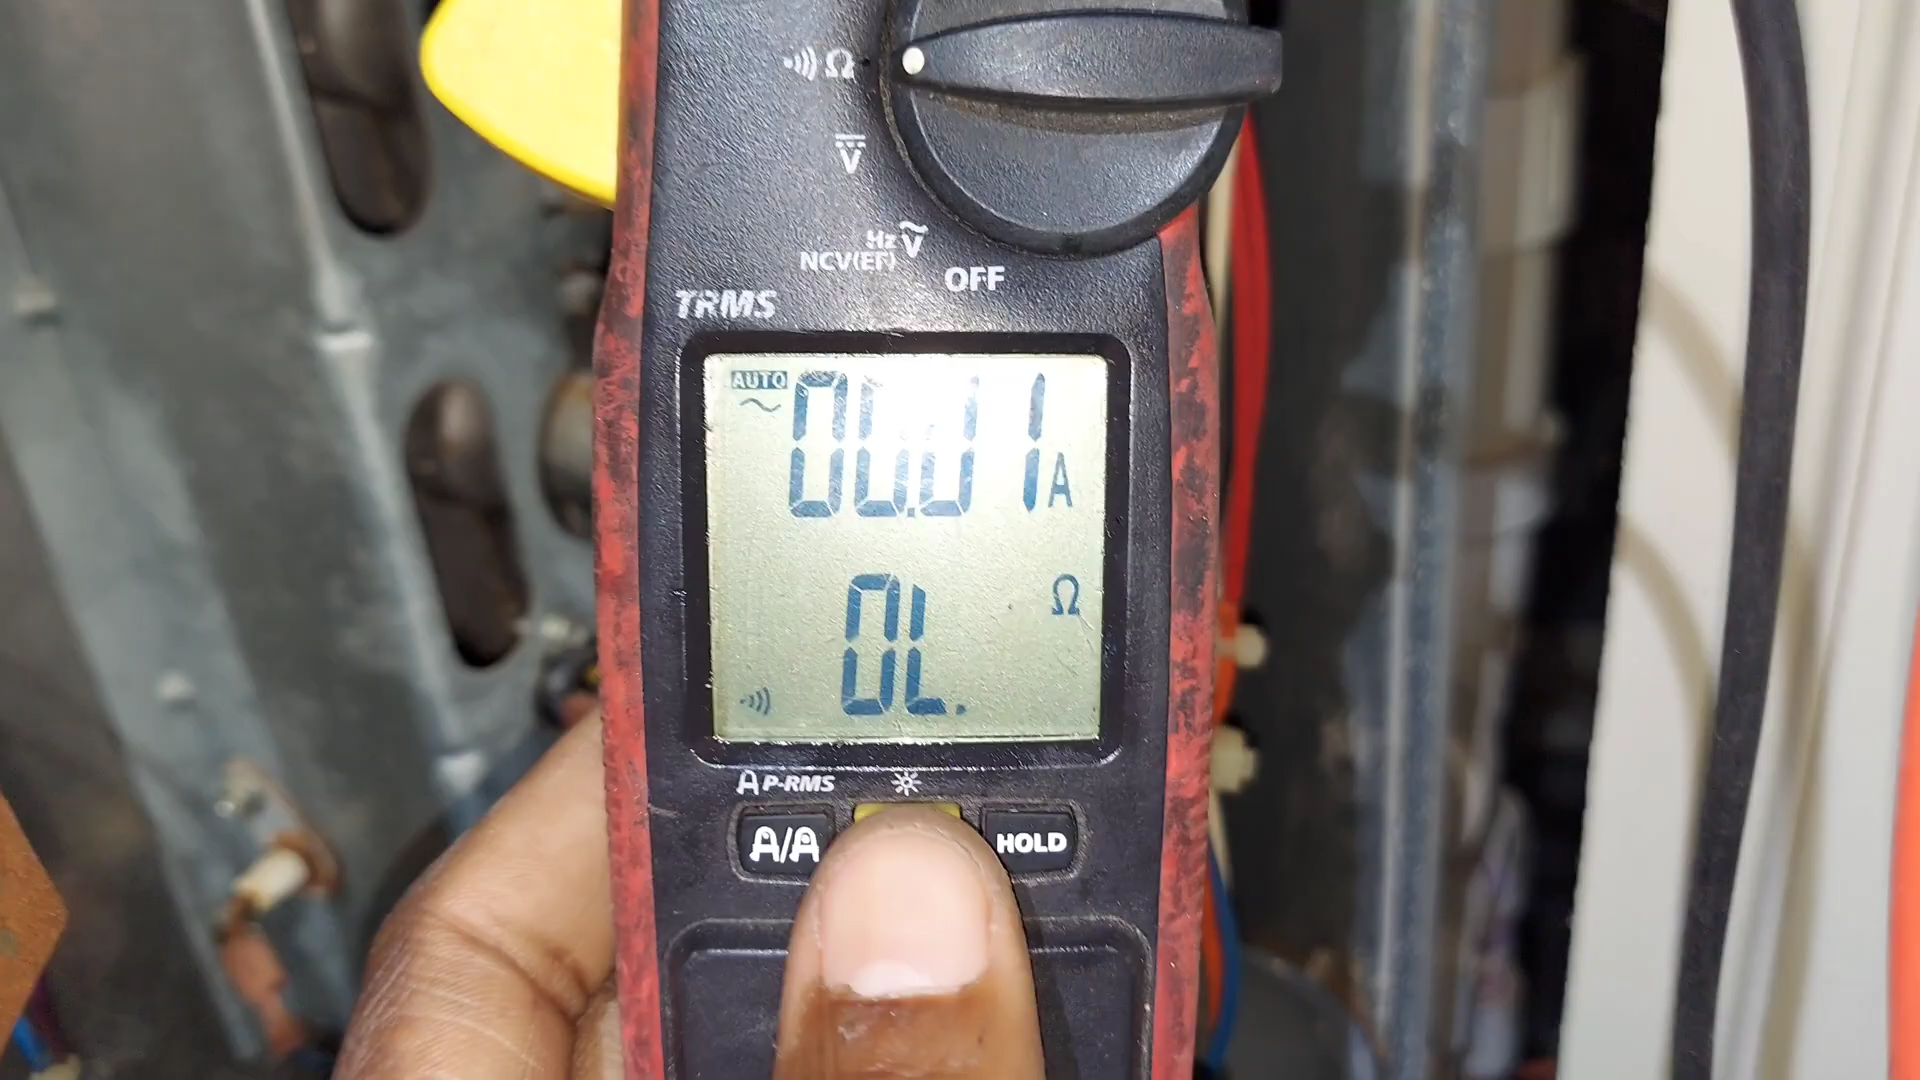 Ω
V
Hz V
NCV(EF)
OFF
TRMS
AUTO
00.01 A
Ω
OL.
A P-RMS
A/A
HOLD